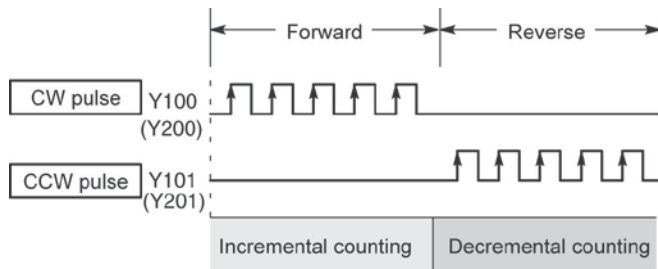 Forward
Reverse
CW pulse
Y100
(Y200)
CCW pulse
Y101
(Y201)
Incremental counting
Decremental counting